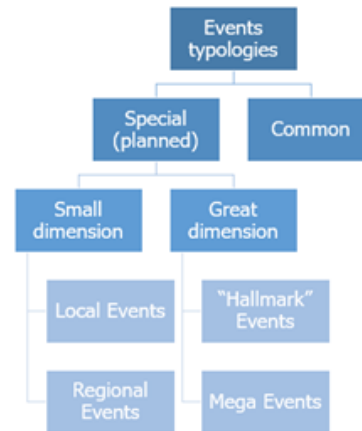 Events
typologies
Special
(planned)
Common
Small
dimension
Great
dimension
Local Events
"Hallmark"
Events
Regional
Events
Mega Events